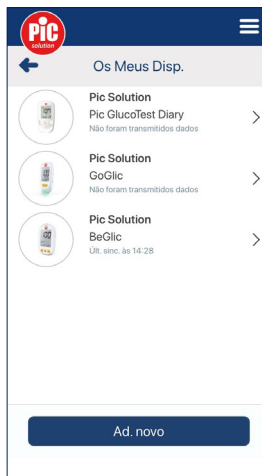 PiC
solution
Os Meus Disp.
Pic Solution
Pic GlucoTest Diary
Não foram transmitidos dados
Pic Solution
GoGlic
Não foram transmitidos dados
Pic Solution
BeGlic
Últ. sinc. às 14:28
Ad. novo